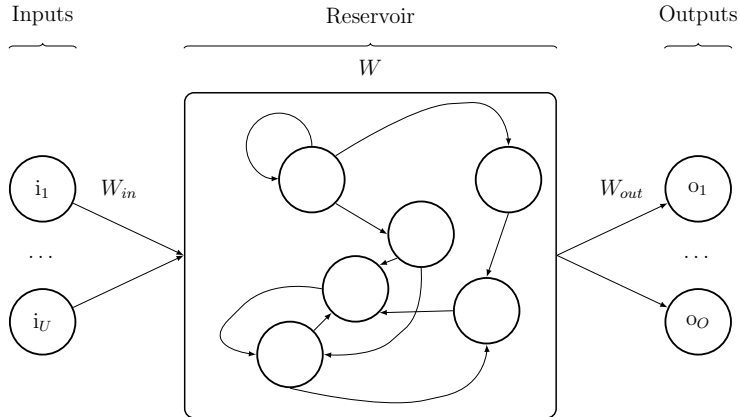 Inputs
Reservoir
Outputs
W
i₁
W_in
W_out
o₁
...
...
i_U
o_O